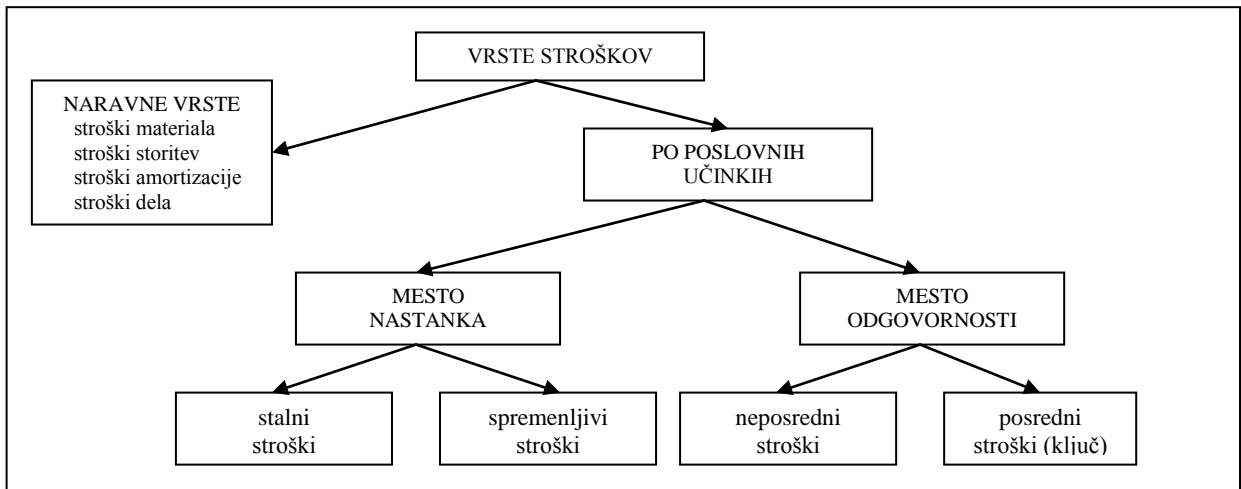 VRSTE STROŠKOV
NARAVNE VRSTE
stroški materiala
stroški storitev
stroški amortizacije
stroški dela
PO POSLOVNIH
UČINKIH
MESTO
NASTANKA
MESTO
ODGOVORNOSTI
stalni
stroški
spremenljivi
stroški
neposredni
stroški
posredni
stroški (ključ)